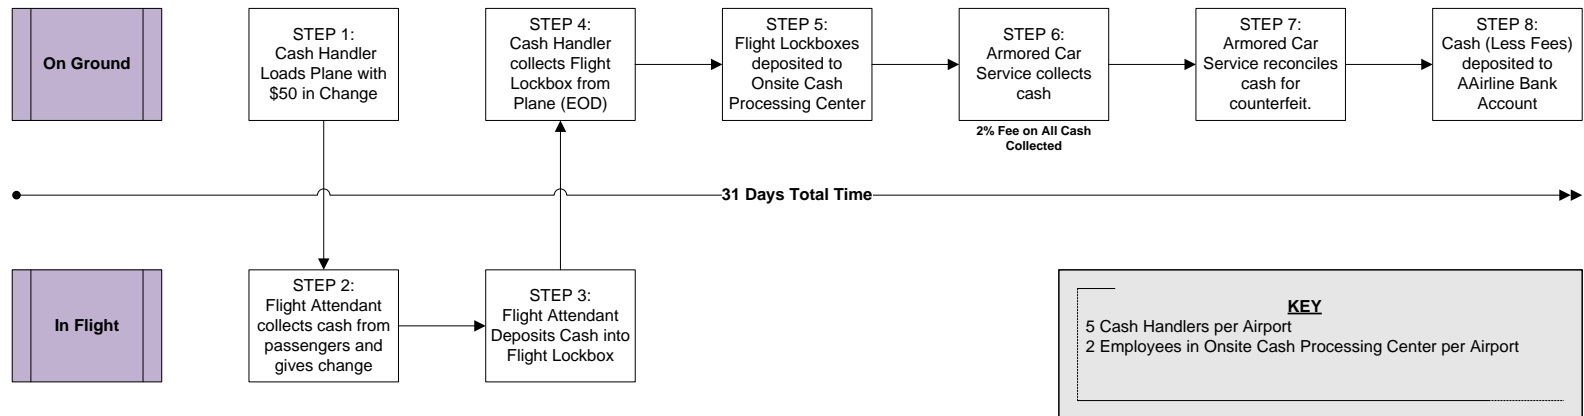 On Ground
STEP 1:
Cash Handler
Loads Plane with
$50 in Change
STEP 4:
Cash Handler
collects Flight
Lockbox from
Plane (EOD)
STEP 5:
Flight Lockboxes
deposited to
Onsite Cash
Processing Center
STEP 6:
Armored Car
Service collects
cash
2% Fee on All Cash
Collected
STEP 7:
Armored Car
Service reconciles
cash for
counterfeit.
STEP 8:
Cash (Less Fees)
deposited to
AAirline Bank
Account
31 Days Total Time
In Flight
STEP 2:
Flight Attendant
collects cash from
passengers and
gives change
STEP 3:
Flight Attendant
Deposits Cash into
Flight Lockbox
KEY
5 Cash Handlers per Airport
2 Employees in Onsite Cash Processing Center per Airport